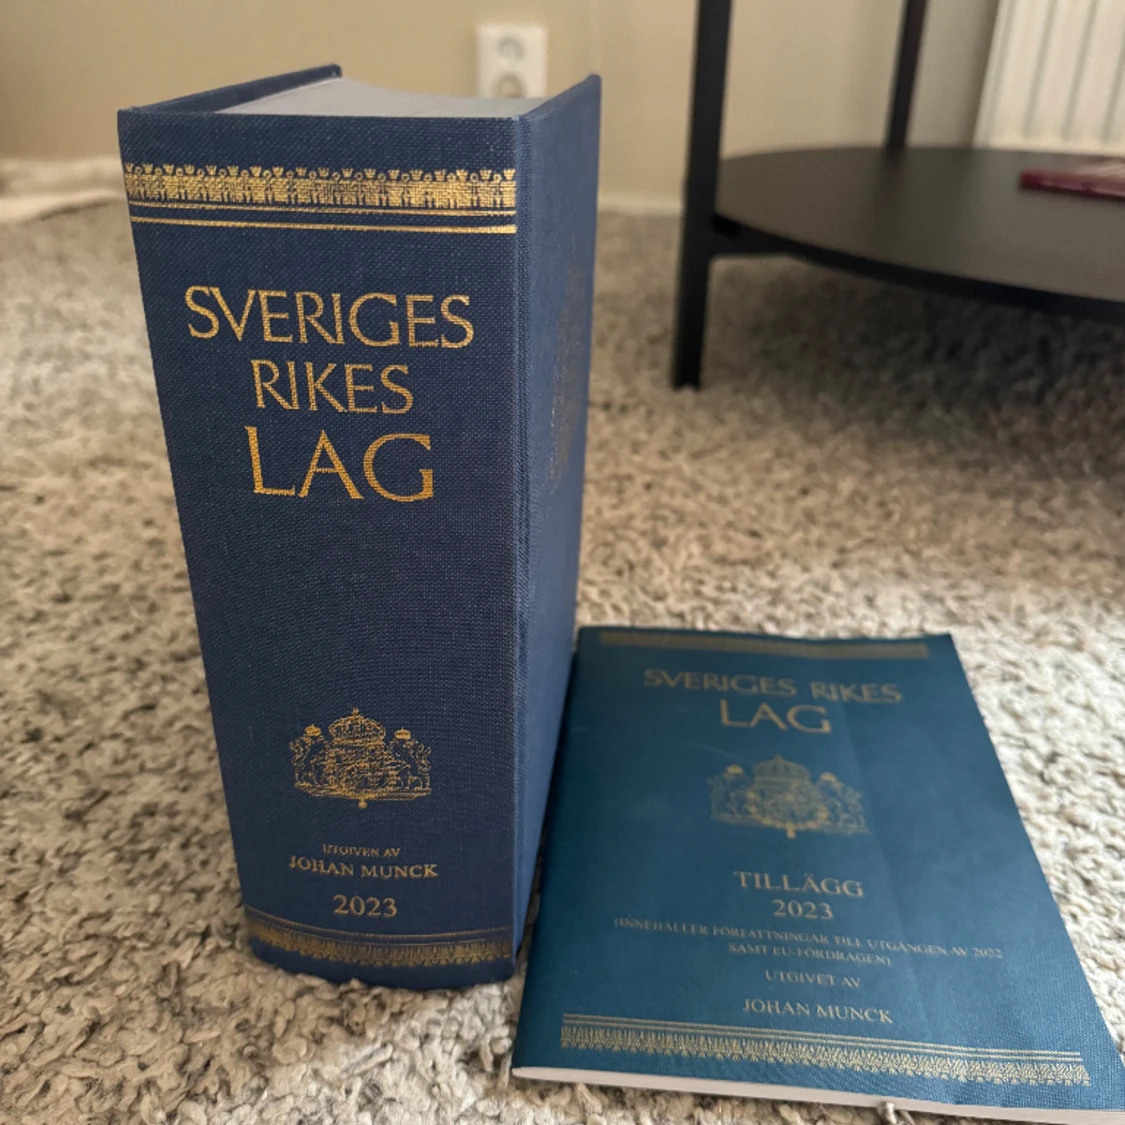 SVERIGES
RIKES
LAG
UTGIVEN AV
JOHAN MUNCK
2023
SVERIGES RIKES
LAG
TILLÄGG
2023
(INNEHÅLLER FÖRFATTNINGAR TILL UTGÅNGEN AV 2022
SAMT EU-FÖRDRAGEN)
UTGIVET AV
JOHAN MUNCK